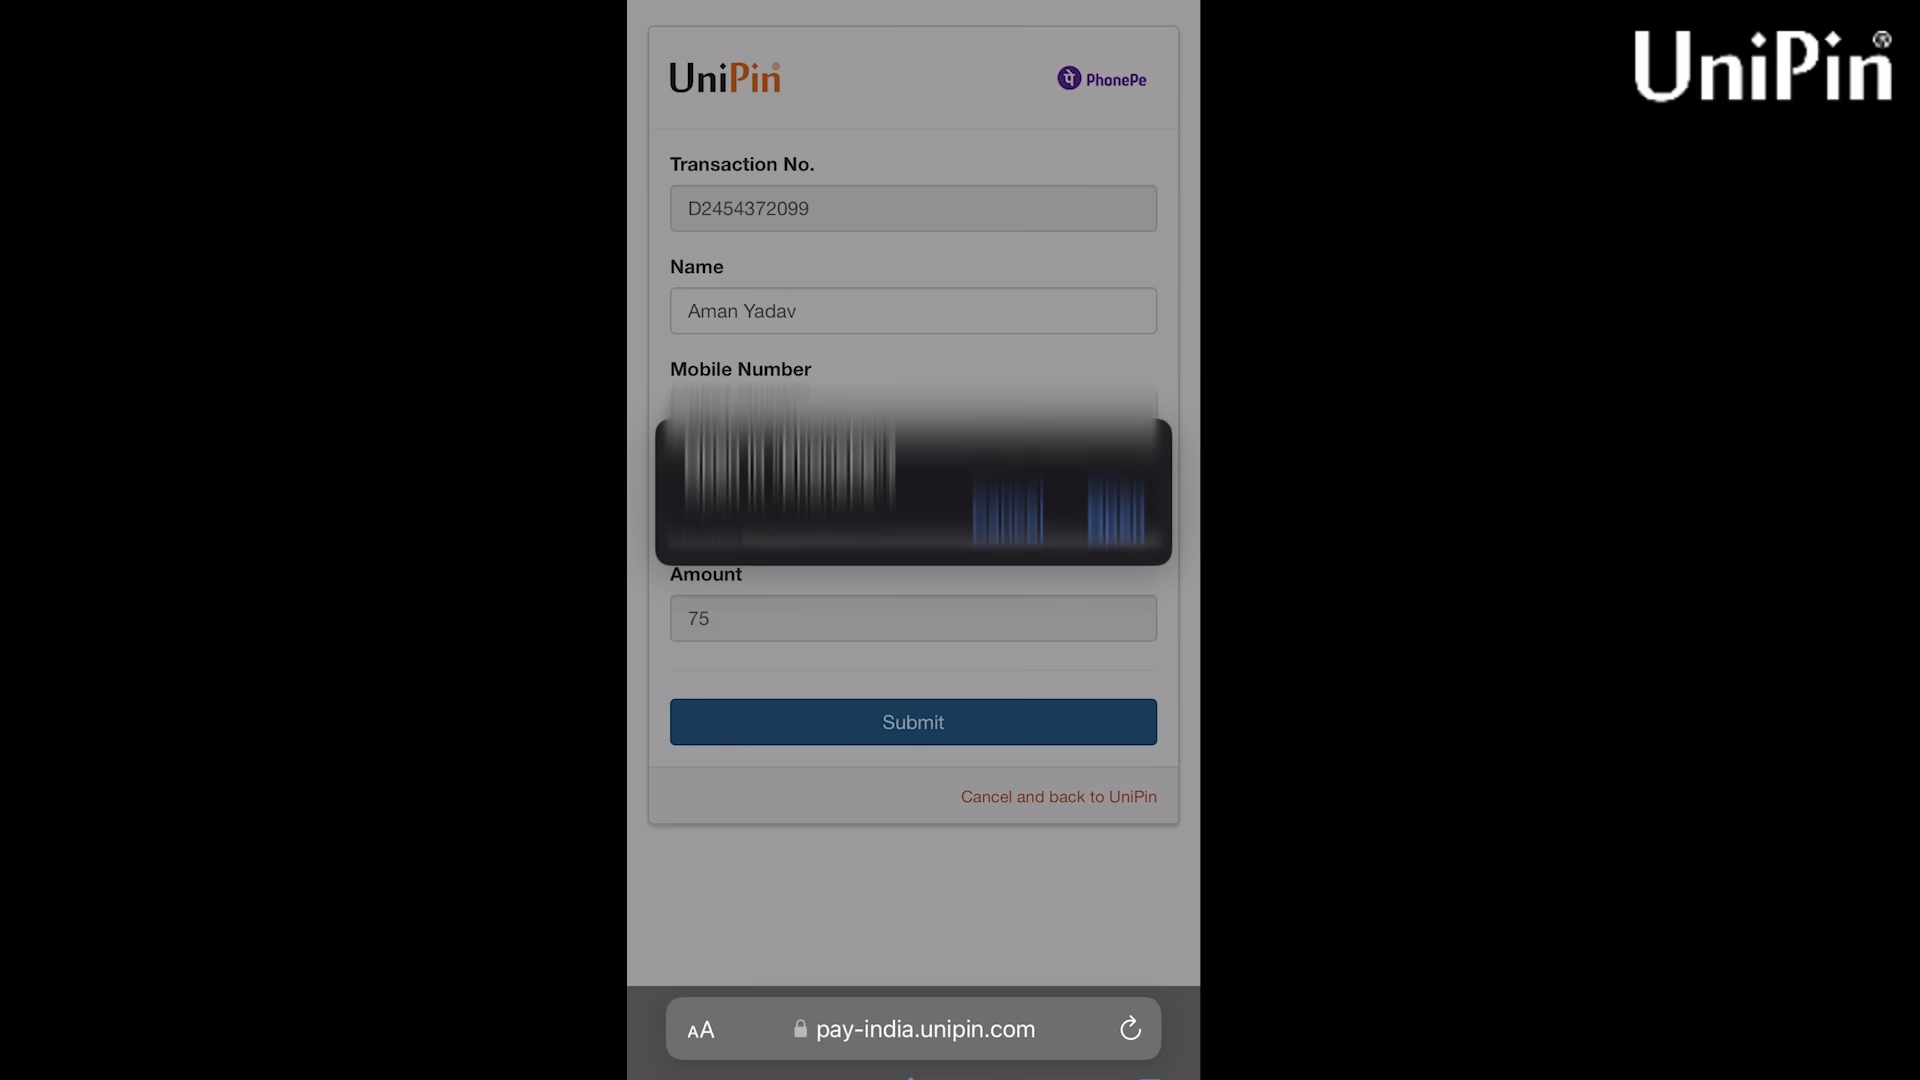 UniPin
UniPin
पे PhonePe
Transaction No.
D2454372099
Name
Aman Yadav
Mobile Number
Amount
75
Submit
Cancel and back to UniPin
AA
pay-india.unipin.com